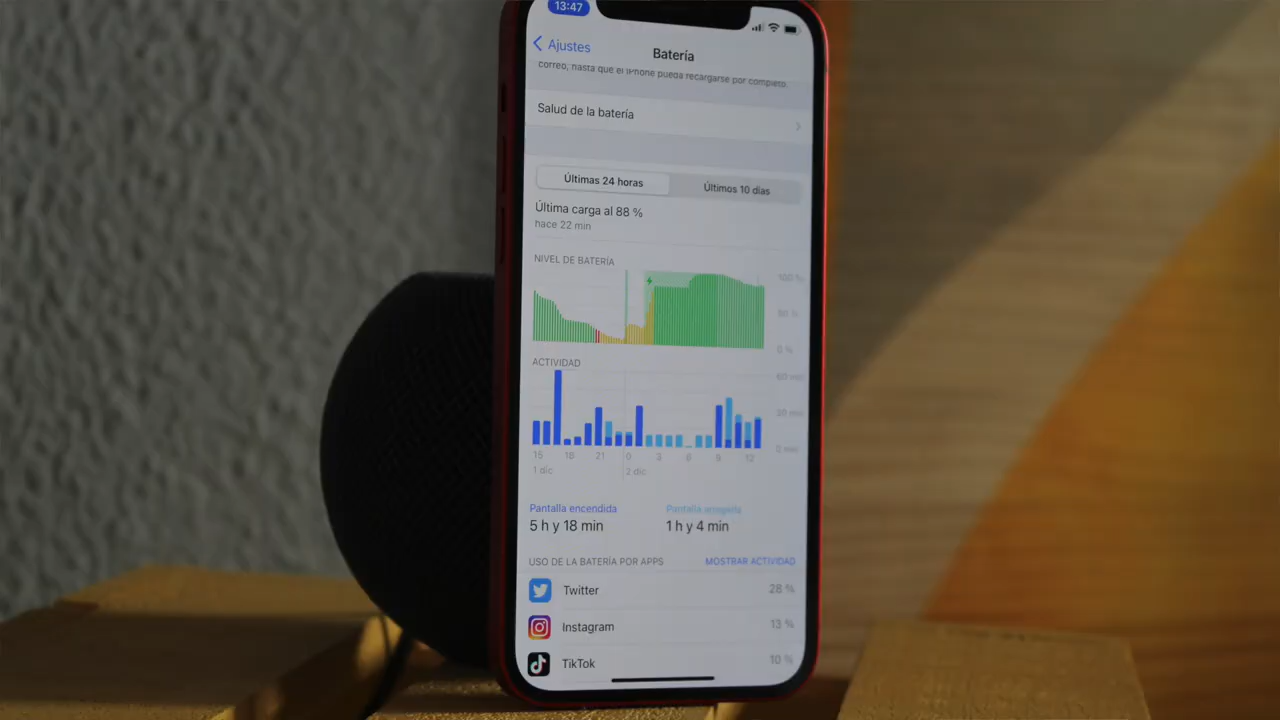 13:47
Ajustes
Batería
correo, hasta que el iPhone pueda recargarse por completo.
Salud de la batería
Últimas 24 horas
Últimos 10 días
Última carga al 88 %
hace 22 min
NIVEL DE BATERÍA
100 %
50 %
0 %
ACTIVIDAD
60 min
20 min
0 min
15 18 21 0 3 6 9 12
1 dic 2 dic
Pantalla encendida
Pantalla apagada
5 h y 18 min
1 h y 4 min
USO DE LA BATERÍA POR APPS
MOSTRAR ACTIVIDAD
Twitter
28 %
Instagram
13 %
TikTok
10 %